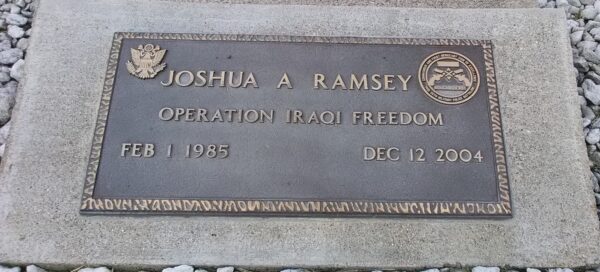 JOSHUA A RAMSEY
OPERATION IRAQI FREEDOM
FEB 1 1985 DEC 12 2004